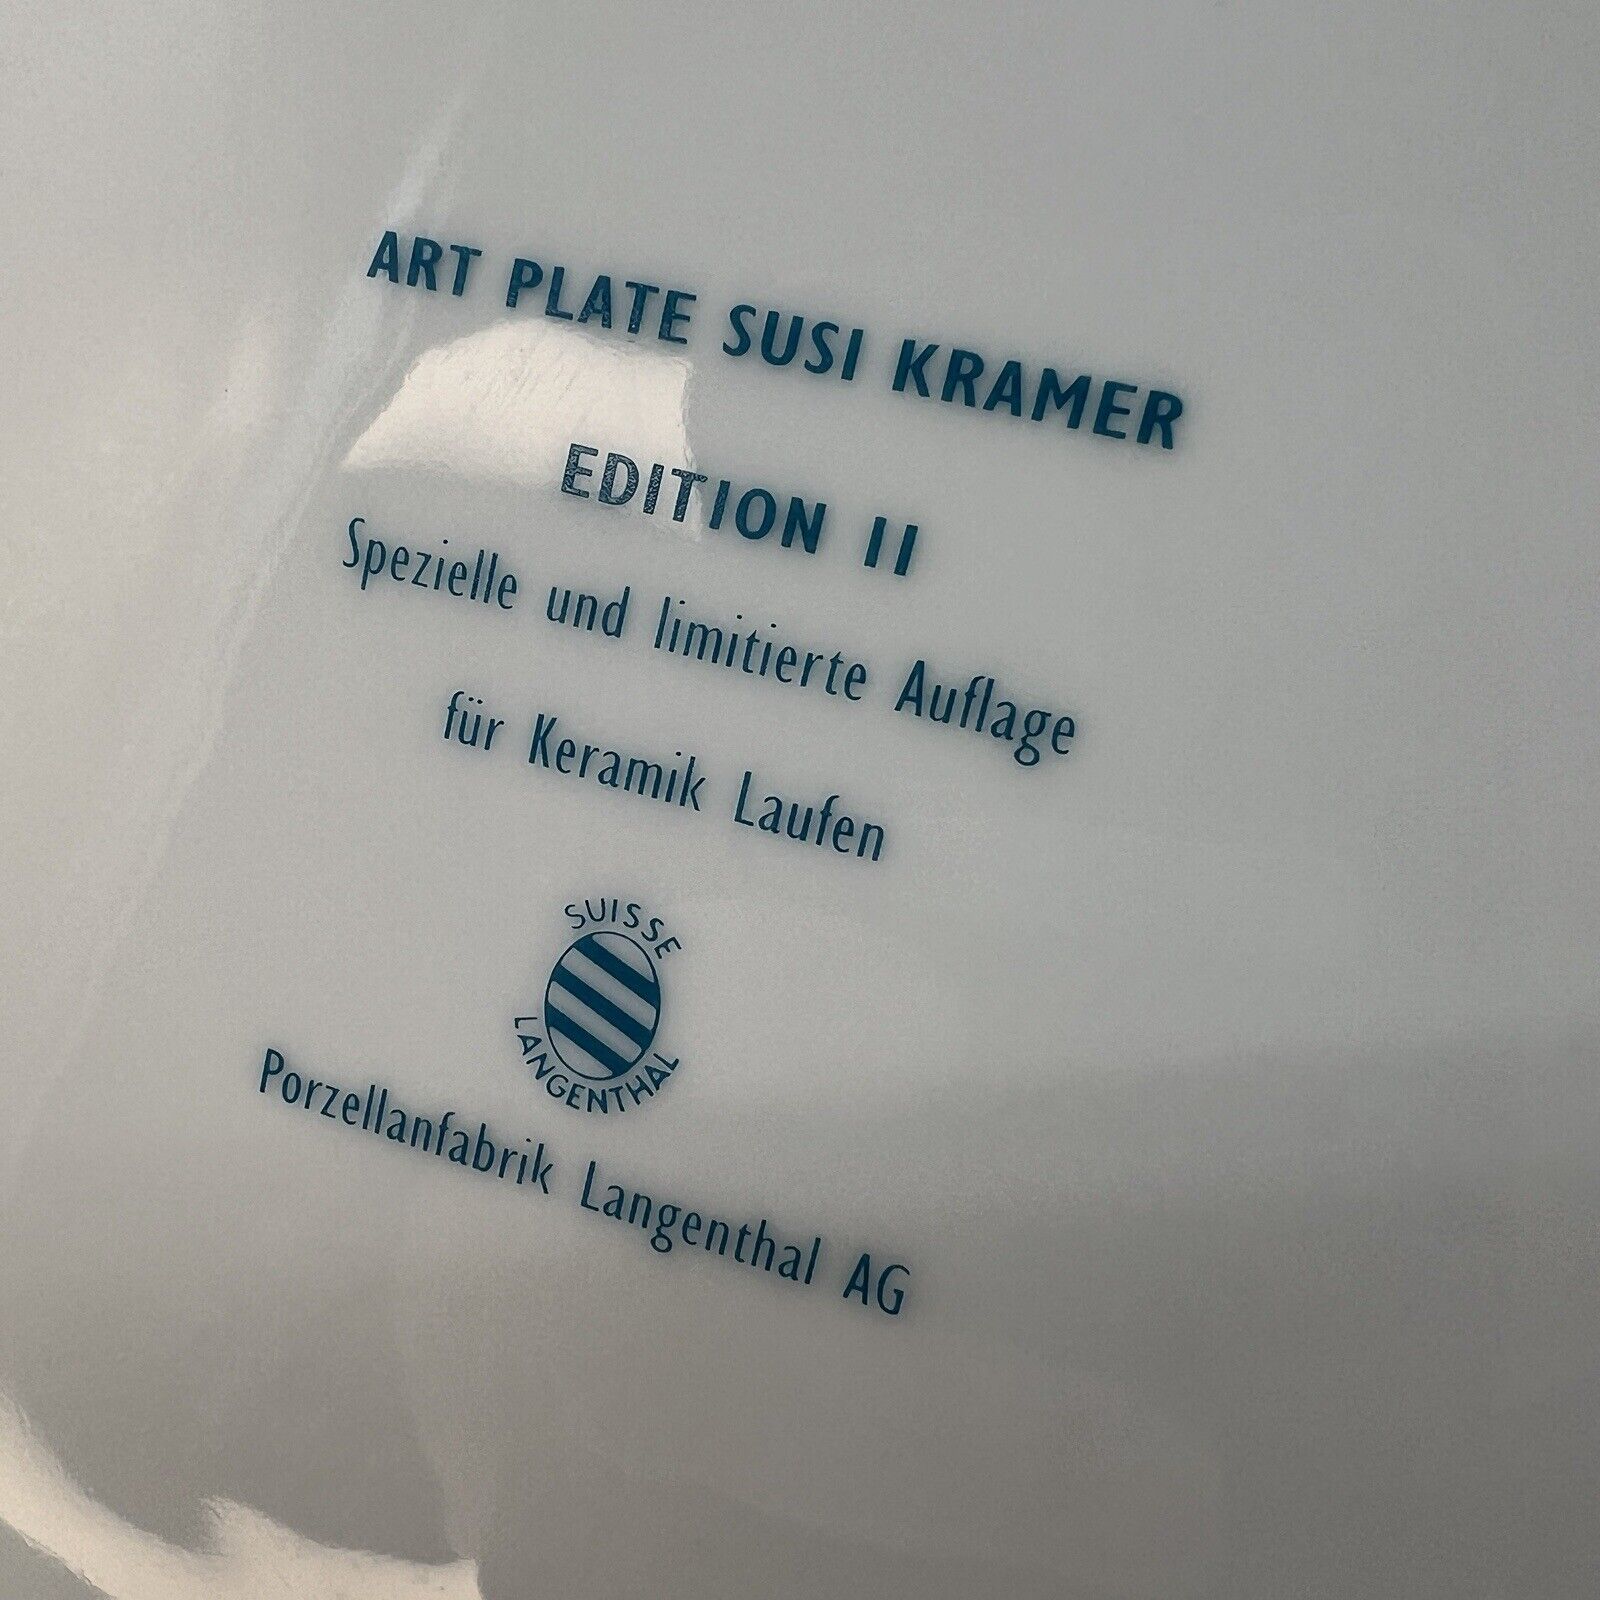 ART PLATE SUSI KRAMER
EDITION II
Spezielle und limitierte Auflage
für Keramik Laufen
SUISSE
LANGENTHAL
Porzellanfabrik Langenthal AG